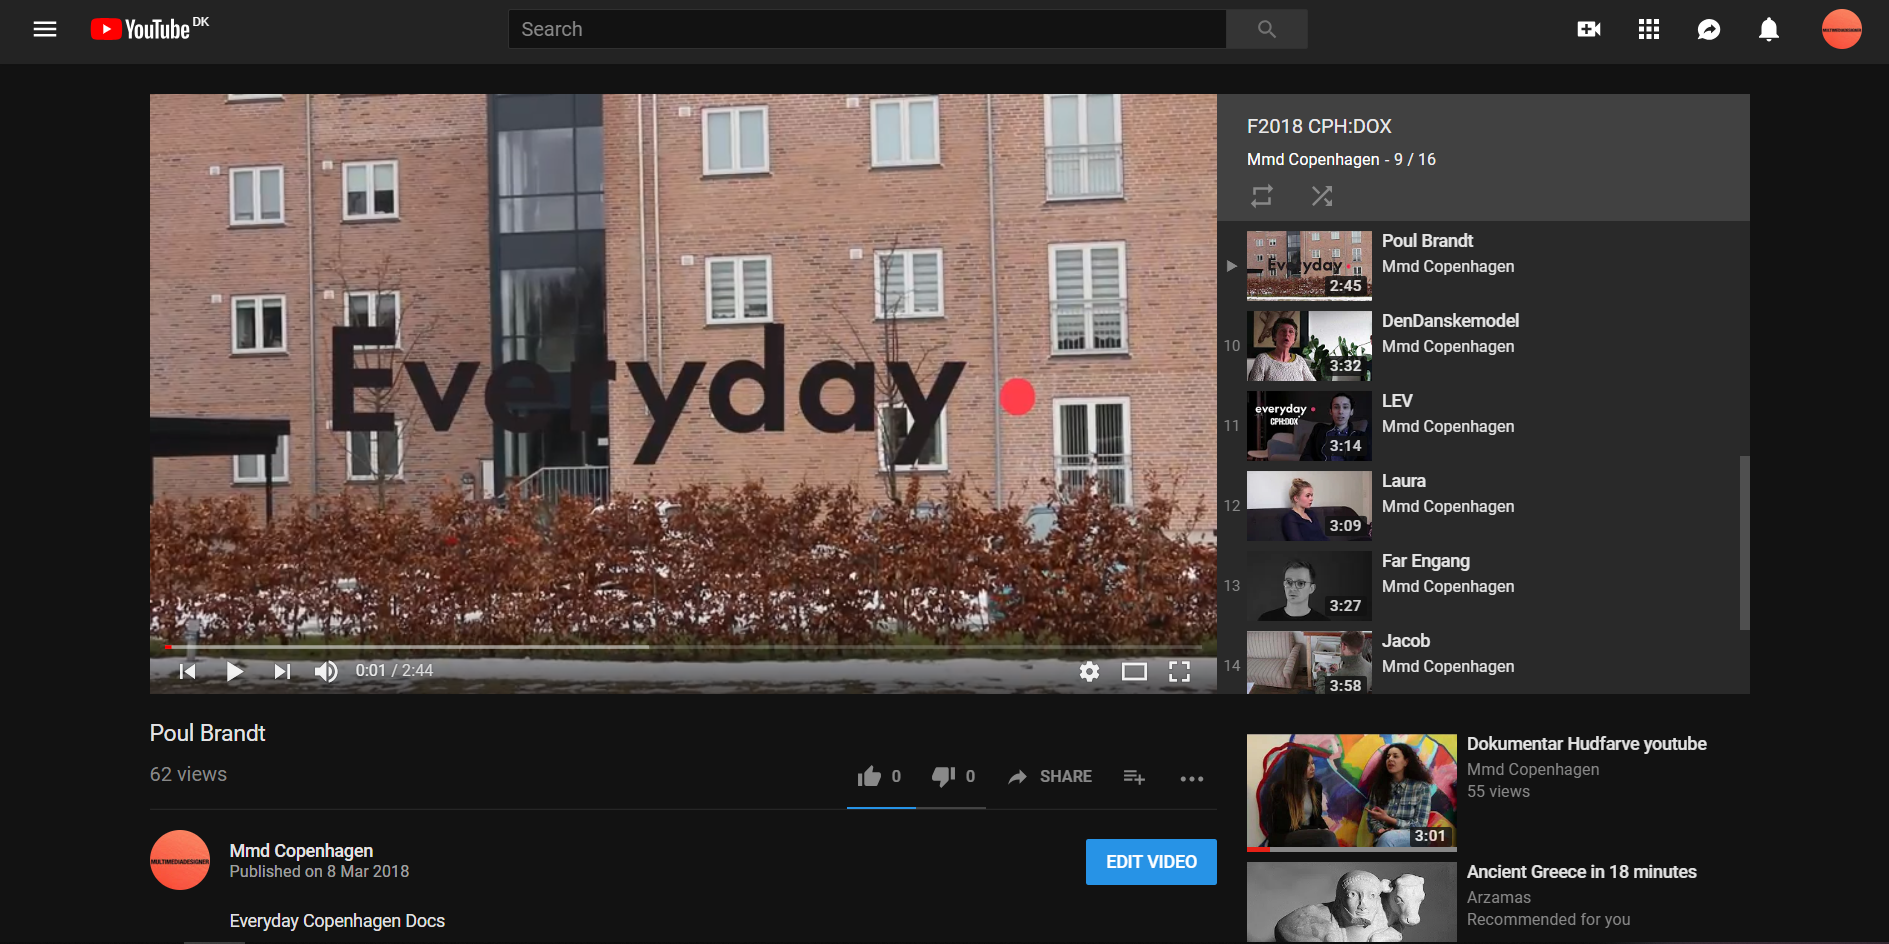 YouTube DK
Search
Everyday
0:01 / 2:44
F2018 CPH:DOX
Mmd Copenhagen - 9 / 16
Everyday
2:45
Poul Brandt
Mmd Copenhagen
10
3:32
DenDanskemodel
Mmd Copenhagen
11
everyday
CPH:DOX
3:14
LEV
Mmd Copenhagen
12
3:09
Laura
Mmd Copenhagen
13
3:27
Far Engang
Mmd Copenhagen
14
3:58
Jacob
Mmd Copenhagen
Poul Brandt
62 views
0
0
SHARE
MULTIMEDIADESIGNER
Mmd Copenhagen
Published on 8 Mar 2018
EDIT VIDEO
Everyday Copenhagen Docs
3:01
Dokumentar Hudfarve youtube
Mmd Copenhagen
55 views
Ancient Greece in 18 minutes
Arzamas
Recommended for you